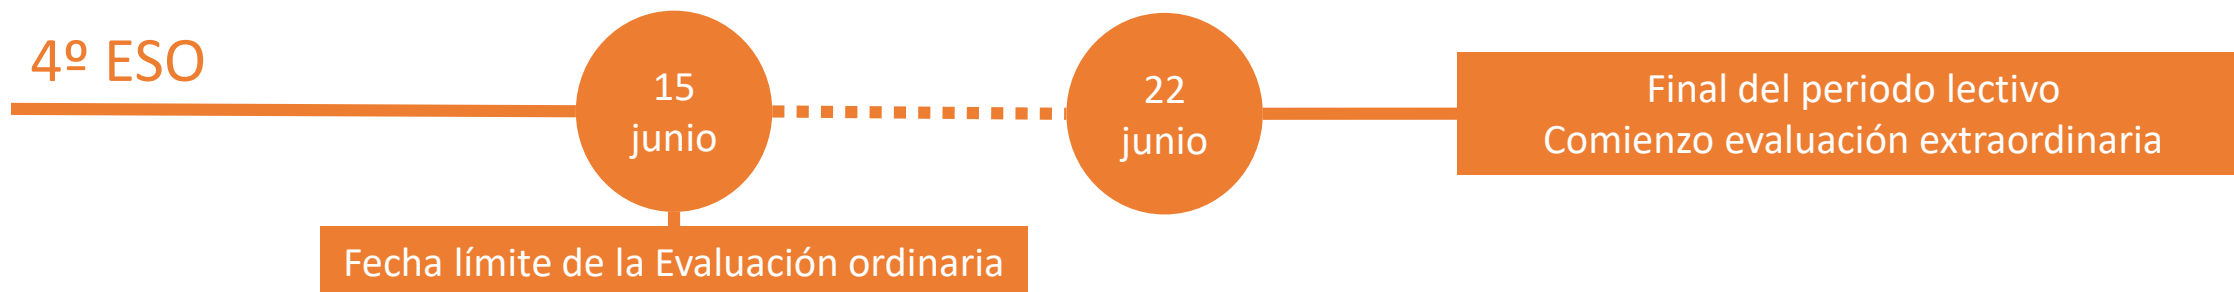 4º ESO
15
junio
22
junio
Final del periodo lectivo
Comienzo evaluación extraordinaria
Fecha límite de la Evaluación ordinaria